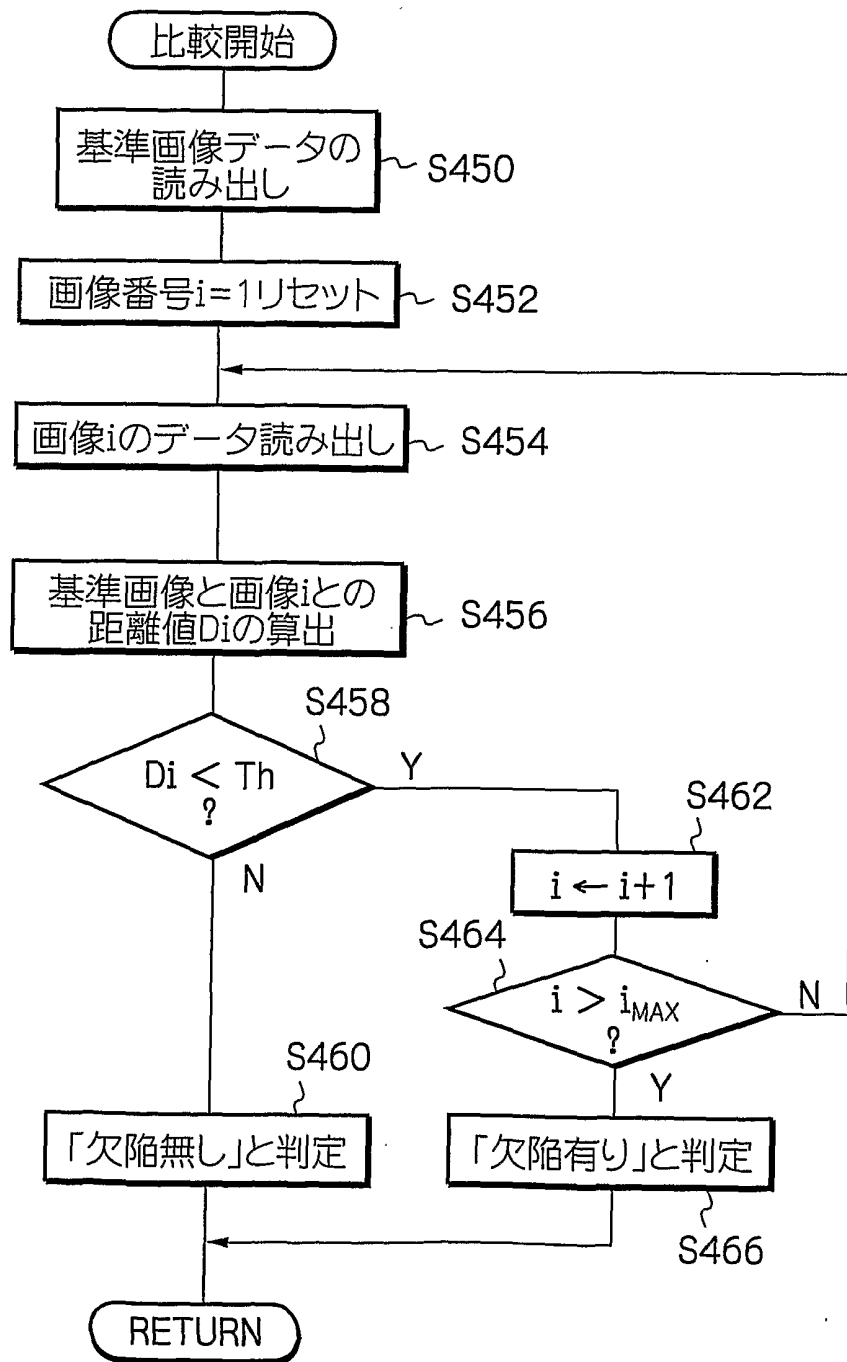 比較開始
基準画像データの
読み出し
S450
画像番号i=1リセット
S452
画像iのデータ読み出し
S454
基準画像と画像iとの
距離値Diの算出
S456
S458
Di < Th
?
Y
N
S462
i ← i+1
S464
i > iMAX
?
N
Y
S460
「欠陥無し」と判定
「欠陥有り」と判定
S466
RETURN